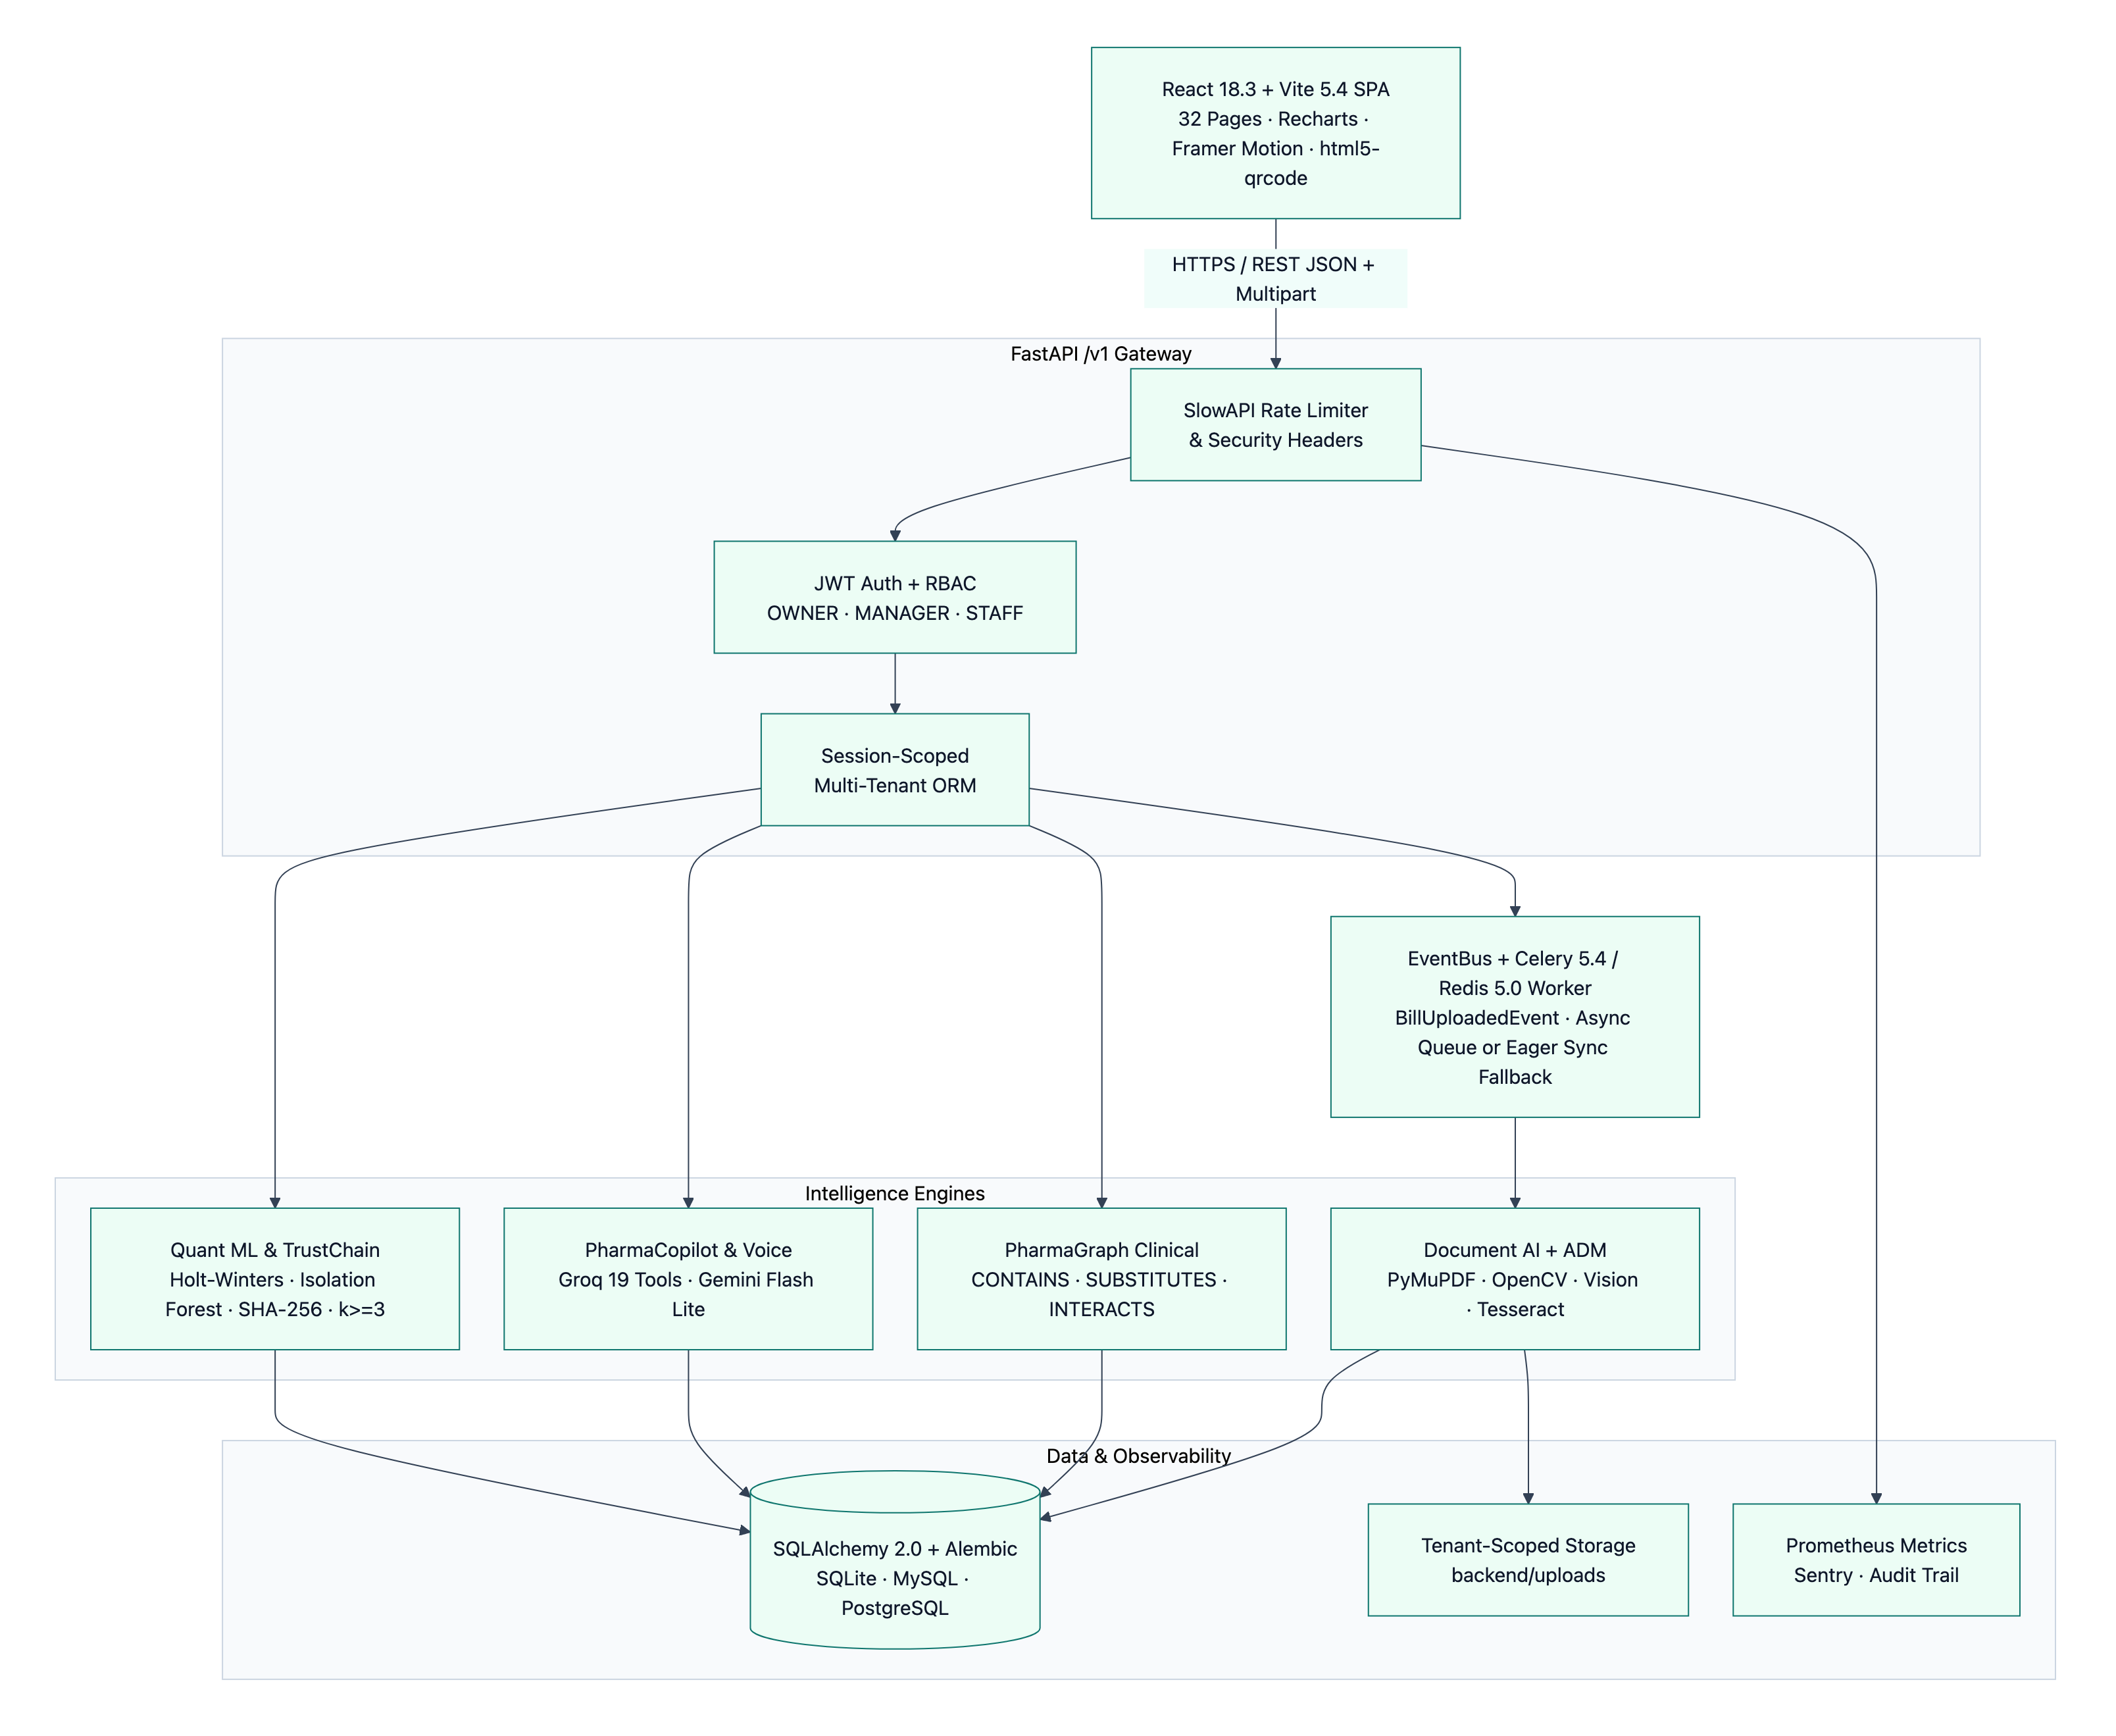 React 18.3 + Vite 5.4 SPA
32 Pages · Recharts ·
Framer Motion · html5-
qrcode
HTTPS / REST JSON +
Multipart
FastAPI /v1 Gateway
SlowAPI Rate Limiter
& Security Headers
JWT Auth + RBAC
OWNER · MANAGER · STAFF
Session-Scoped
Multi-Tenant ORM
EventBus + Celery 5.4 /
Redis 5.0 Worker
BillUploadedEvent · Async
Queue or Eager Sync
Fallback
Intelligence Engines
Quant ML & TrustChain
Holt-Winters · Isolation
Forest · SHA-256 · k>=3
PharmaCopilot & Voice
Groq 19 Tools · Gemini Flash
Lite
PharmaGraph Clinical
CONTAINS · SUBSTITUTES ·
INTERACTS
Document AI + ADM
PyMuPDF · OpenCV · Vision
· Tesseract
Data & Observability
SQLAlchemy 2.0 + Alembic
SQLite · MySQL ·
PostgreSQL
Tenant-Scoped Storage
backend/uploads
Prometheus Metrics
Sentry · Audit Trail